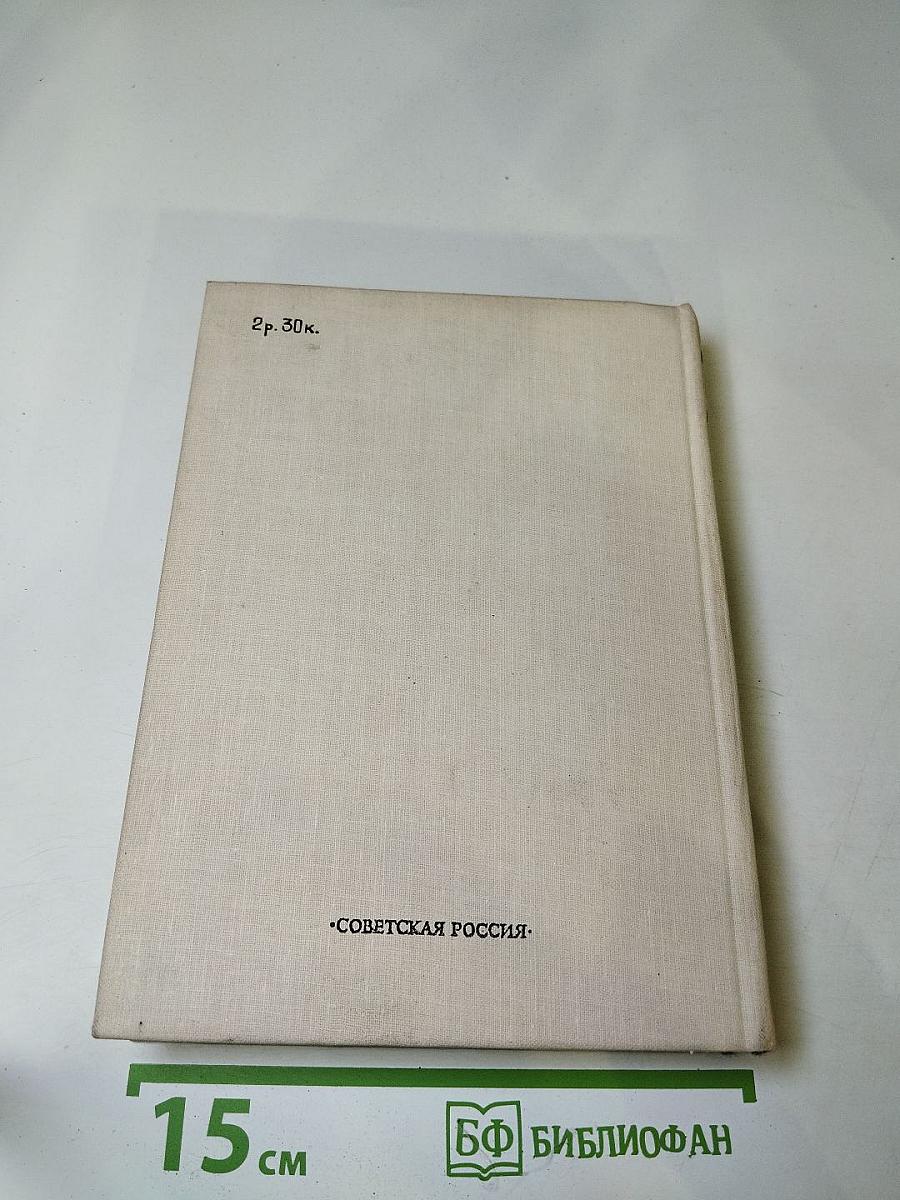 2р. 30к.
·СОВЕТСКАЯ РОССИЯ·
15 см
БФ БИБЛИОФАН